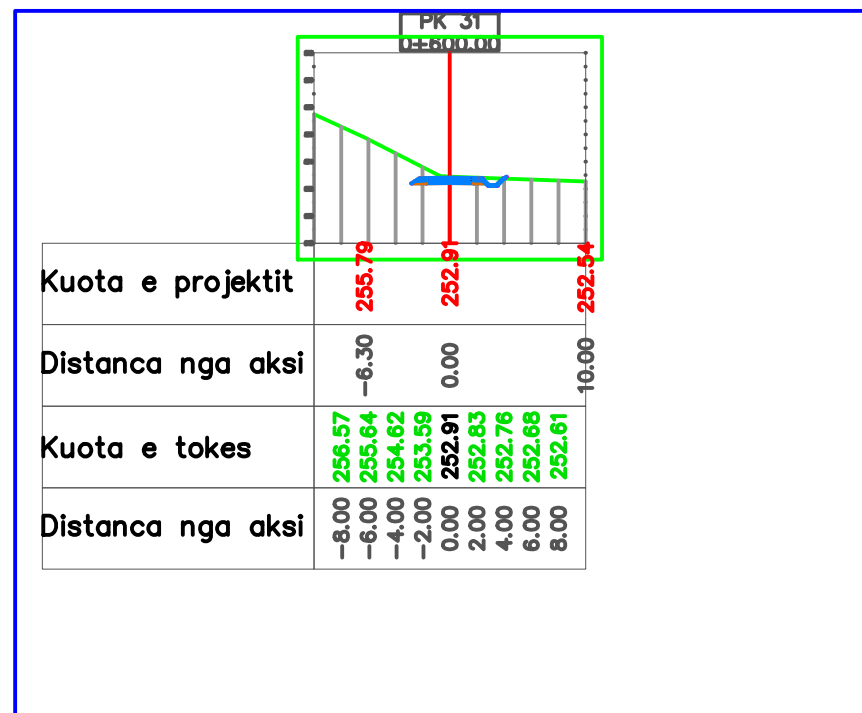 PK 31
0+600.00
Kuota e projektit 255.79 252.91 252.54
Distanca nga aksi -6.30 0.00 10.00
Kuota e tokes 256.57 255.64 254.62 253.59 252.91 252.83 252.76 252.68 252.61
Distanca nga aksi -8.00 -6.00 -4.00 -2.00 0.00 2.00 4.00 6.00 8.00